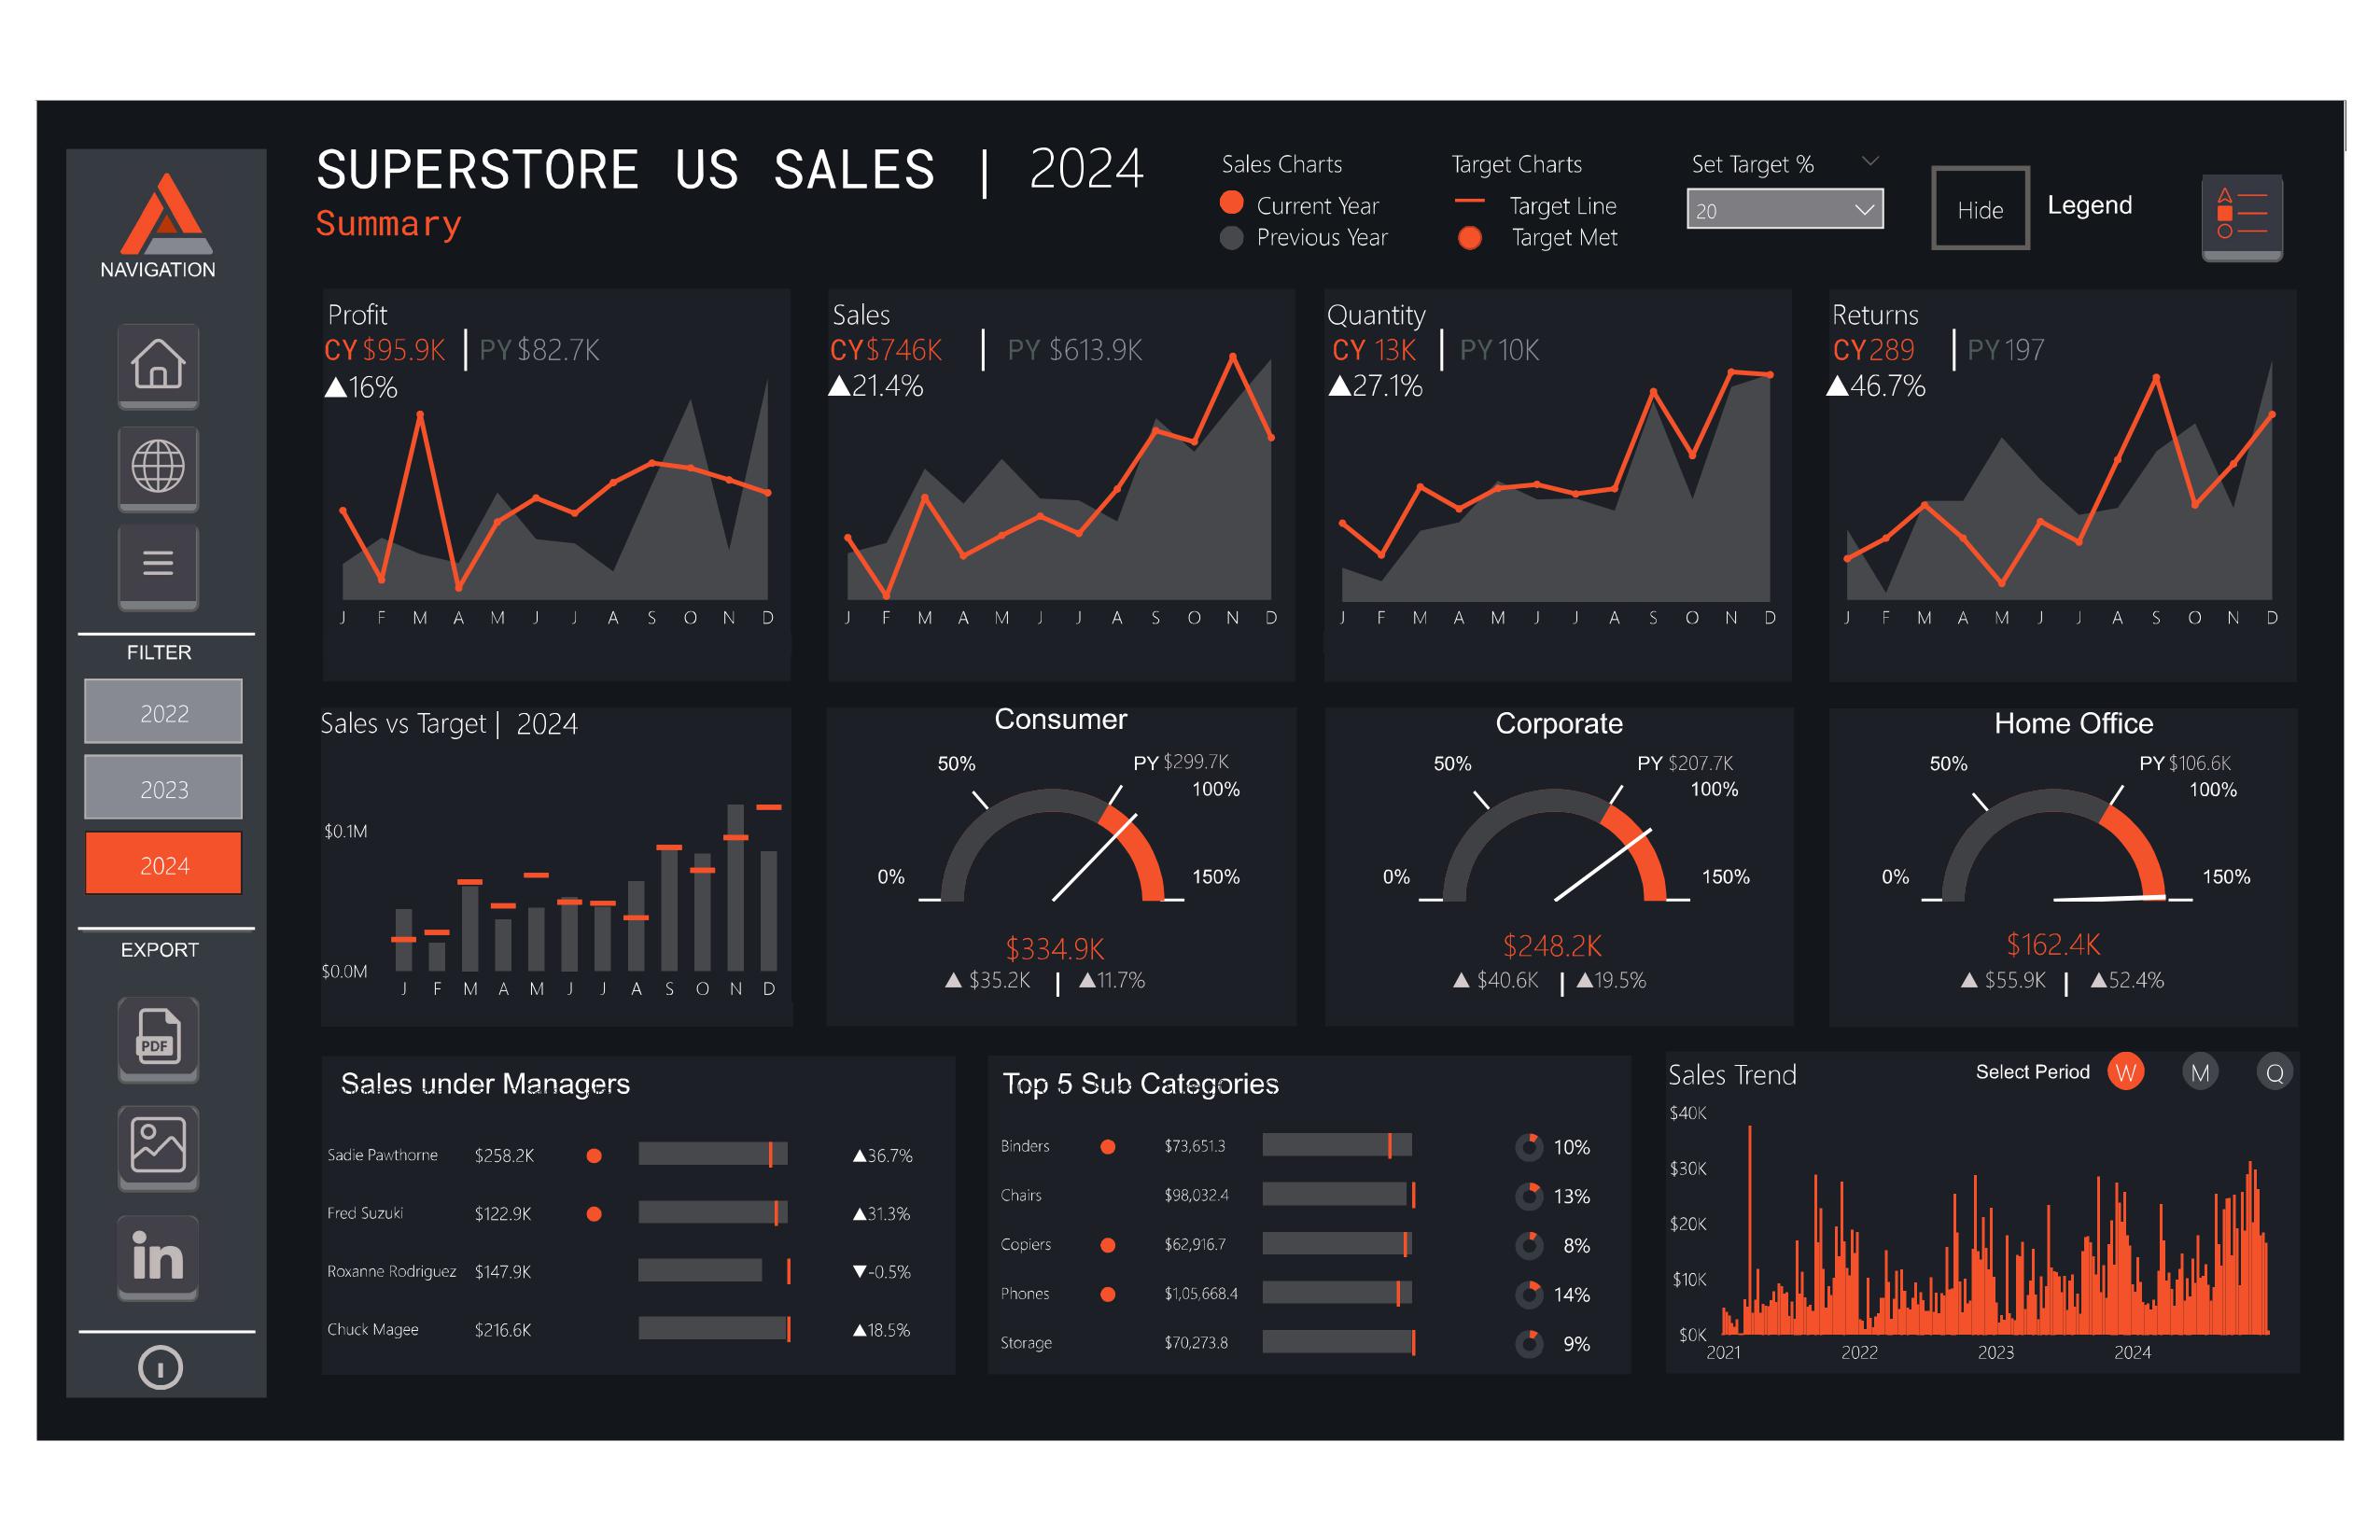 SUPERSTORE US SALES | 2024
Summary
Sales Charts
Current Year
Previous Year
Target Charts
Target Line
Target Met
Set Target %
20
Hide
Legend
NAVIGATION
FILTER
2022
2023
2024
EXPORT
PDF
in
Profit
CY $95.9K | PY $82.7K
▲16%
J F M A M J J A S O N D
Sales
CY $746K | PY $613.9K
▲21.4%
J F M A M J J A S O N D
Quantity
CY 13K | PY 10K
▲27.1%
J F M A M J J A S O N D
Returns
CY 289 | PY 197
▲46.7%
J F M A M J J A S O N D
Sales vs Target | 2024
$0.1M
$0.0M
J F M A M J J A S O N D
Consumer
50% PY $299.7K
100%
0% 150%
$334.9K
▲ $35.2K | ▲11.7%
Corporate
50% PY $207.7K
100%
0% 150%
$248.2K
▲ $40.6K | ▲19.5%
Home Office
50% PY $106.6K
100%
0% 150%
$162.4K
▲ $55.9K | ▲52.4%
Sales under Managers
Sadie Pawthorne $258.2K ▲36.7%
Fred Suzuki $122.9K ▲31.3%
Roxanne Rodriguez $147.9K ▼-0.5%
Chuck Magee $216.6K ▲18.5%
Top 5 Sub Categories
Binders $73,651.3 10%
Chairs $98,032.4 13%
Copiers $62,916.7 8%
Phones $1,05,668.4 14%
Storage $70,273.8 9%
Sales Trend Select Period W M Q
$40K
$30K
$20K
$10K
$0K
2021 2022 2023 2024